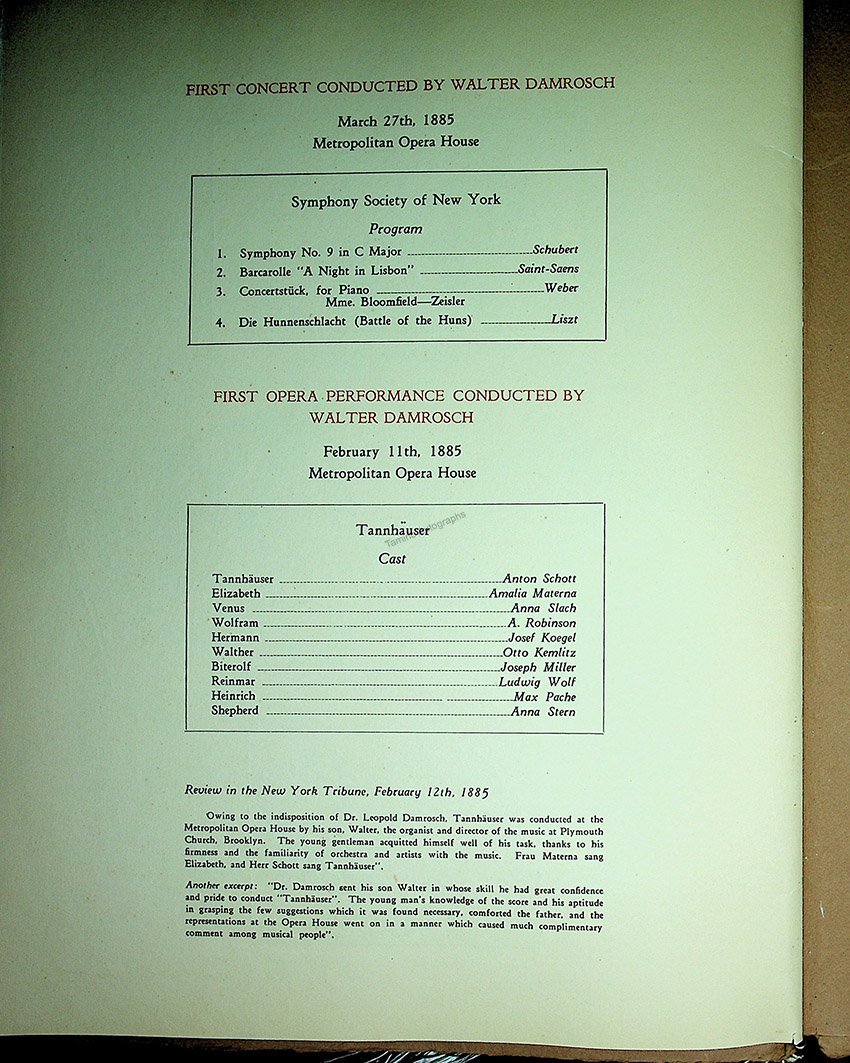 FIRST CONCERT CONDUCTED BY WALTER DAMROSCH
March 27th, 1885
Metropolitan Opera House
Symphony Society of New York
Program
1. Symphony No. 9 in C Major Schubert
2. Barcarolle "A Night in Lisbon" Saint-Saens
3. Concertstück, for Piano Weber
Mme. Bloomfield—Zeisler
4. Die Hunnenschlacht (Battle of the Huns) Liszt
FIRST OPERA PERFORMANCE CONDUCTED BY
WALTER DAMROSCH
February 11th, 1885
Metropolitan Opera House
Tannhäuser
Cast
Tannhäuser Anton Schott
Elizabeth Amalia Materna
Venus Anna Slach
Wolfram A. Robinson
Hermann Josef Koegel
Walther Otto Kemlitz
Biterolf Joseph Miller
Reinmar Ludwig Wolf
Heinrich Max Pache
Shepherd Anna Stern
Review in the New York Tribune, February 12th, 1885
Owing to the indisposition of Dr. Leopold Damrosch, Tannhäuser was conducted at the
Metropolitan Opera House by his son, Walter, the organist and director of the music at Plymouth
Church, Brooklyn. The young gentleman acquitted himself well of his task, thanks to his
firmness and the familiarity of orchestra and artists with the music. Frau Materna sang
Elizabeth, and Herr Schott sang Tannhäuser".
Another excerpt: "Dr. Damrosch sent his son Walter in whose skill he had great confidence
and pride to conduct "Tannhäuser". The young man's knowledge of the score and his aptitude
in grasping the few suggestions which it was found necessary, comforted the father, and the
representations at the Opera House went on in a manner which caused much complimentary
comment among musical people".